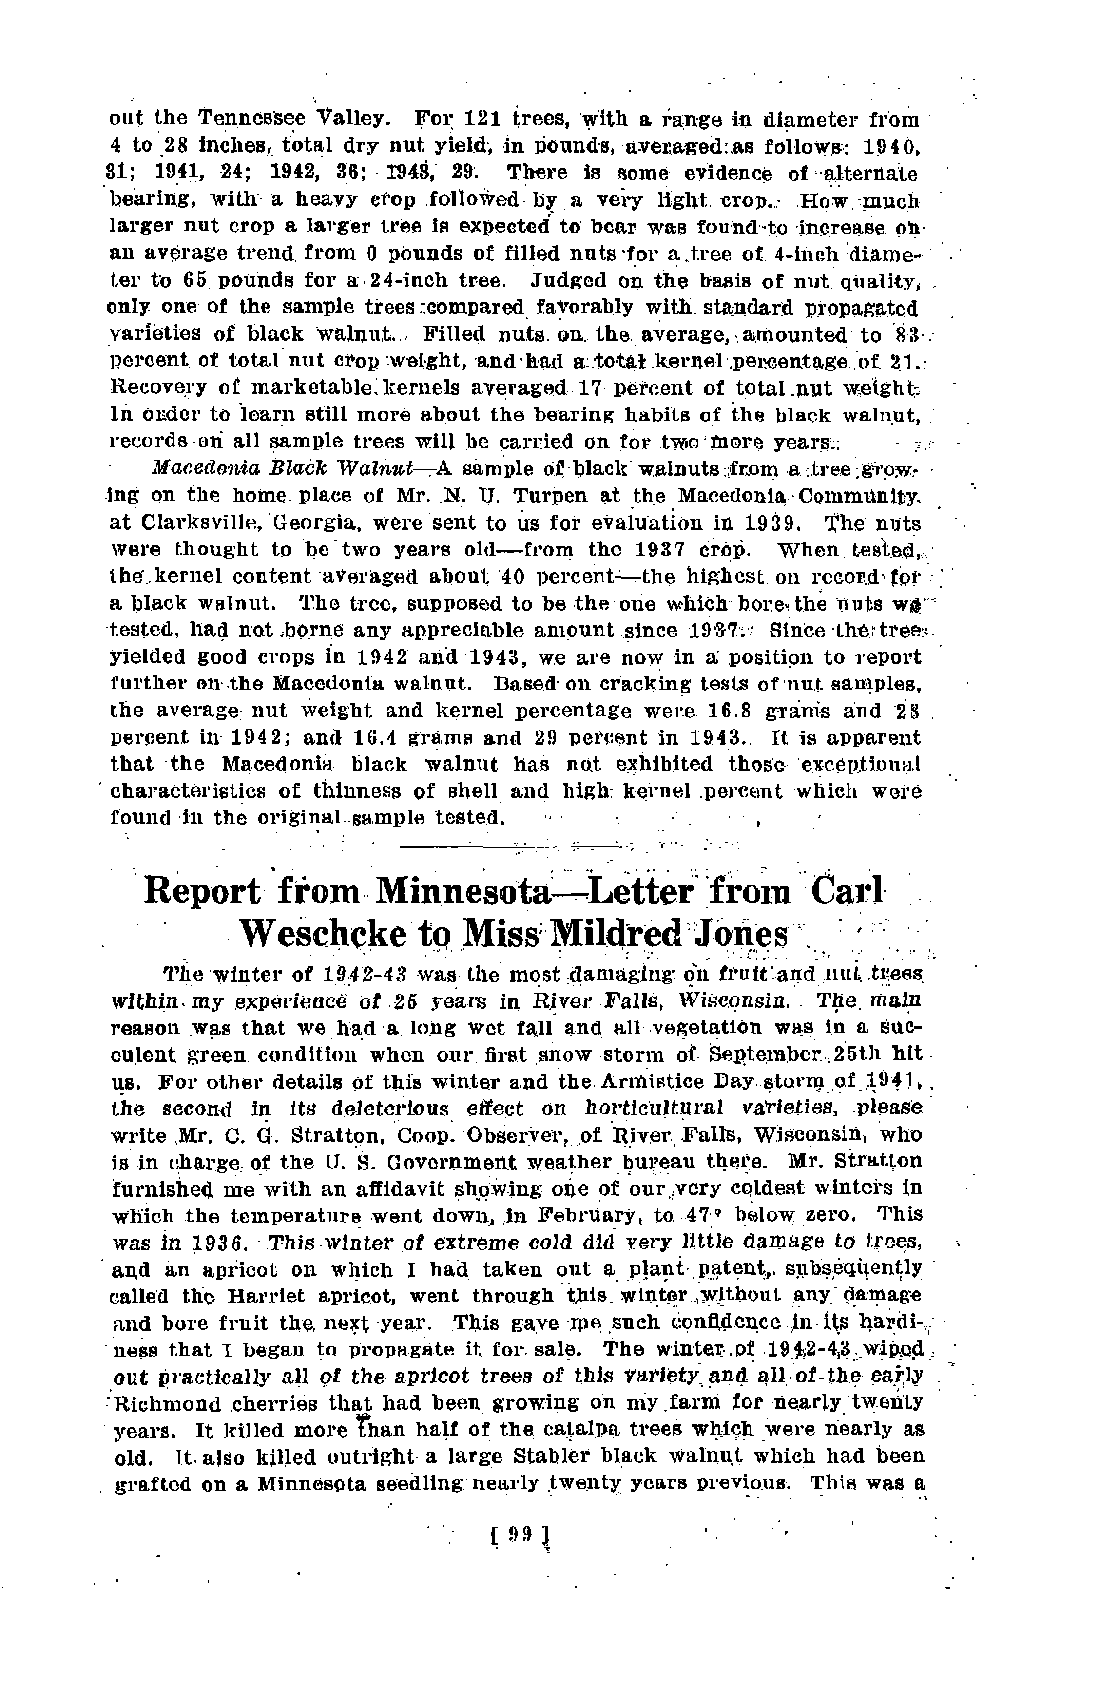 out the Tennessee Valley. For 121 trees, with a range in diameter from
4 to 28 inches, total dry nut yield, in pounds, averaged as follows: 1940,
31; 1941, 24; 1942, 36; 1943, 29. There is some evidence of alternate
bearing, with a heavy crop followed by a very light crop. How much
larger nut crop a larger tree is expected to bear was found to increase on
an average trend from 0 pounds of filled nuts for a tree of 4-inch diame-
ter to 65 pounds for a 24-inch tree. Judged on the basis of nut quality,
only one of the sample trees compared favorably with standard propagated
varieties of black walnut. Filled nuts on the average, amounted to 83
percent of total nut crop weight, and had a total kernel percentage of 21.
Recovery of marketable kernels averaged 17 percent of total nut weight.
In order to learn still more about the bearing habits of the black walnut,
records on all sample trees will be carried on for two more years.
Macedonia Black Walnut—A sample of black walnuts from a tree grow-
ing on the home place of Mr. N. U. Turpen at the Macedonia Community
at Clarksville, Georgia, were sent to us for evaluation in 1939. The nuts
were thought to be two years old—from the 1937 crop. When tested,
the kernel content averaged about 40 percent—the highest on record for
a black walnut. The tree, supposed to be the one which bore the nuts we
tested, had not borne any appreciable amount since 1937. Since the tree
yielded good crops in 1942 and 1943, we are now in a position to report
further on the Macedonia walnut. Based on cracking tests of nut samples,
the average nut weight and kernel percentage were 16.8 grams and 28
percent in 1942; and 16.4 grams and 29 percent in 1943. It is apparent
that the Macedonia black walnut has not exhibited those exceptional
characteristics of thinness of shell and high kernel percent which were
found in the original sample tested.
Report from Minnesota—Letter from Carl
Weschcke to Miss Mildred Jones
The winter of 1942-43 was the most damaging on fruit and nut trees
within my experience of 25 years in River Falls, Wisconsin. The main
reason was that we had a long wet fall and all vegetation was in a suc-
culent green condition when our first snow storm of September 25th hit
us. For other details of this winter and the Armistice Day storm of 1941,
the second in its deleterious effect on horticultural varieties, please
write Mr. C. G. Stratton, Coop. Observer, of River Falls, Wisconsin, who
is in charge of the U. S. Government weather bureau there. Mr. Stratton
furnished me with an affidavit showing one of our very coldest winters in
which the temperature went down, in February, to 47° below zero. This
was in 1936. This winter of extreme cold did very little damage to trees,
and an apricot on which I had taken out a plant patent, subsequently
called the Harriet apricot, went through this winter without any damage
and bore fruit the next year. This gave me such confidence in its hardi-
ness that I began to propagate it for sale. The winter of 1942-43 wiped
out practically all of the apricot trees of this variety and all of the early
Richmond cherries that had been growing on my farm for nearly twenty
years. It killed more than half of the catalpa trees which were nearly as
old. It also killed outright a large Stabler black walnut which had been
grafted on a Minnesota seedling nearly twenty years previous. This was a
[ 99 ]